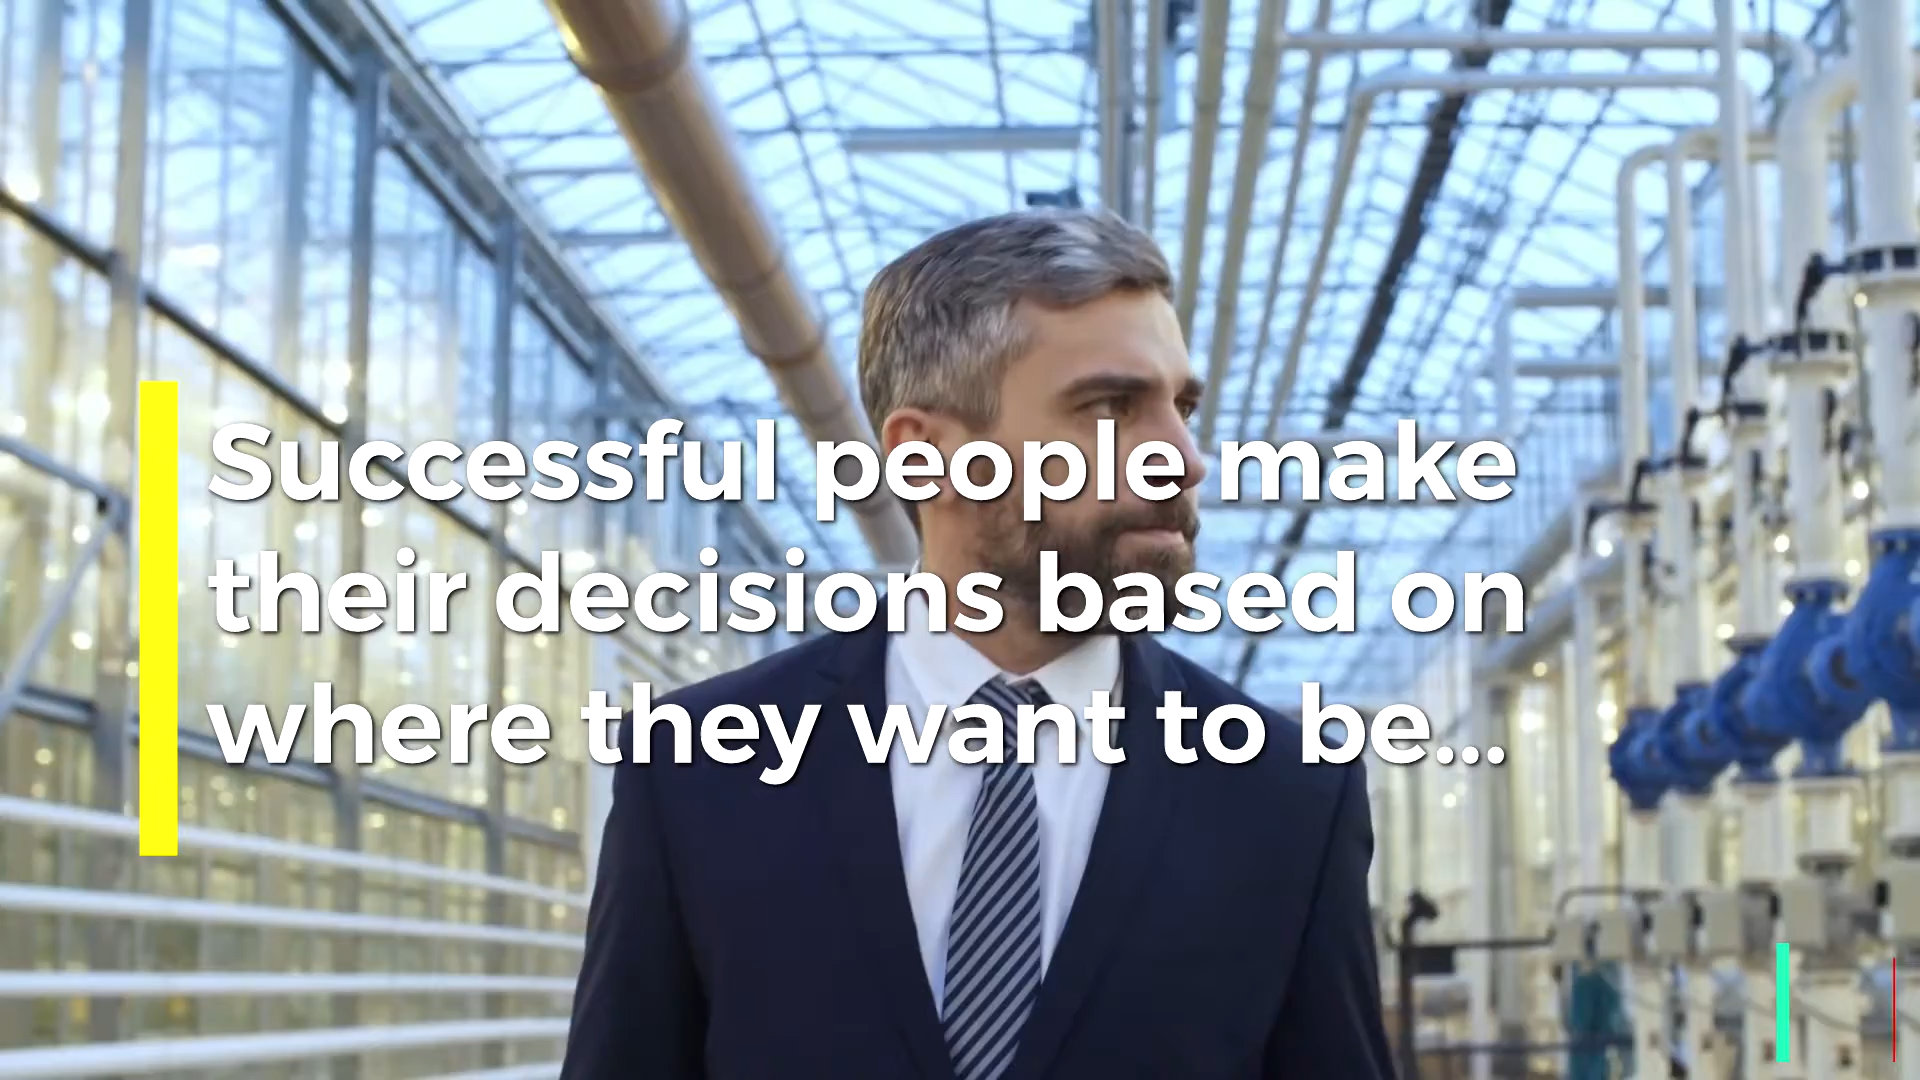 Successful people make
their decisions based on
where they want to be...